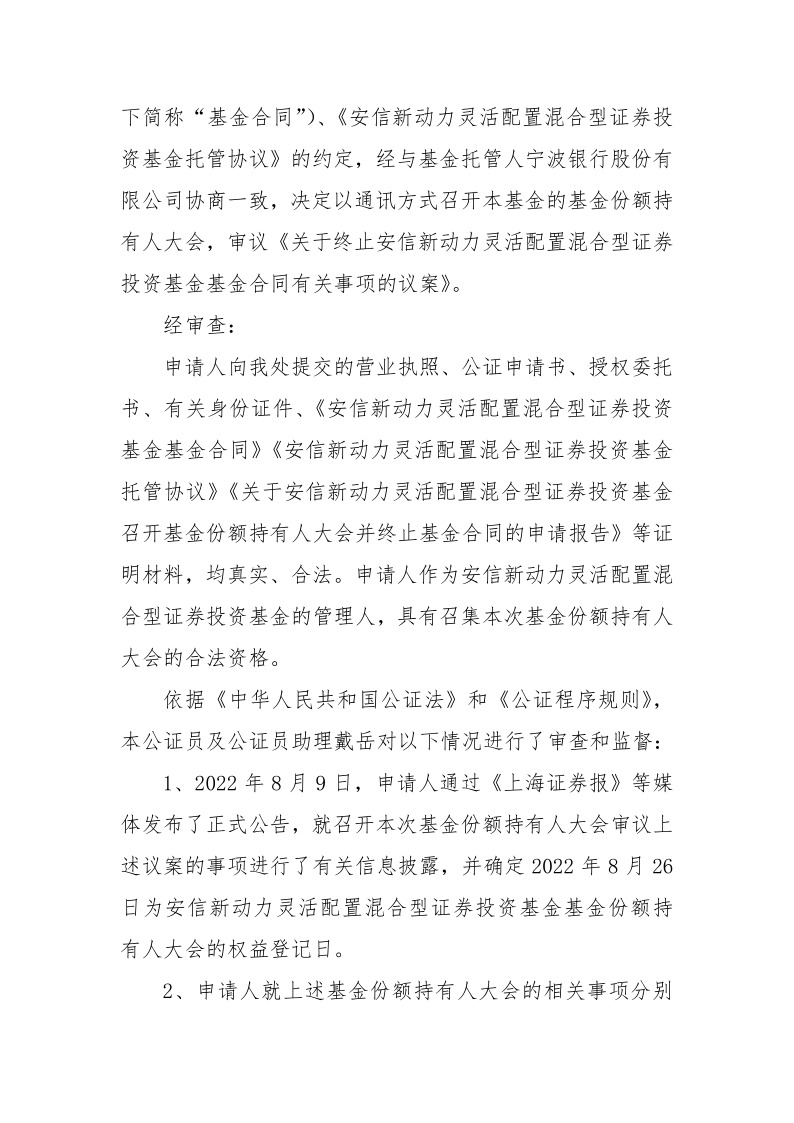 下简称“基金合同”）、《安信新动力灵活配置混合型证券投
资基金托管协议》的约定，经与基金托管人宁波银行股份有
限公司协商一致，决定以通讯方式召开本基金的基金份额持
有人大会，审议《关于终止安信新动力灵活配置混合型证券
投资基金基金合同有关事项的议案》。
经审查：
申请人向我处提交的营业执照、公证申请书、授权委托
书、有关身份证件、《安信新动力灵活配置混合型证券投资
基金基金合同》《安信新动力灵活配置混合型证券投资基金
托管协议》《关于安信新动力灵活配置混合型证券投资基金
召开基金份额持有人大会并终止基金合同的申请报告》等证
明材料，均真实、合法。申请人作为安信新动力灵活配置混
合型证券投资基金的管理人，具有召集本次基金份额持有人
大会的合法资格。
依据《中华人民共和国公证法》和《公证程序规则》，
本公证员及公证员助理戴岳对以下情况进行了审查和监督：
1、2022 年 8 月 9 日，申请人通过《上海证券报》等媒
体发布了正式公告，就召开本次基金份额持有人大会审议上
述议案的事项进行了有关信息披露，并确定 2022 年 8 月 26
日为安信新动力灵活配置混合型证券投资基金基金份额持
有人大会的权益登记日。
2、申请人就上述基金份额持有人大会的相关事项分别